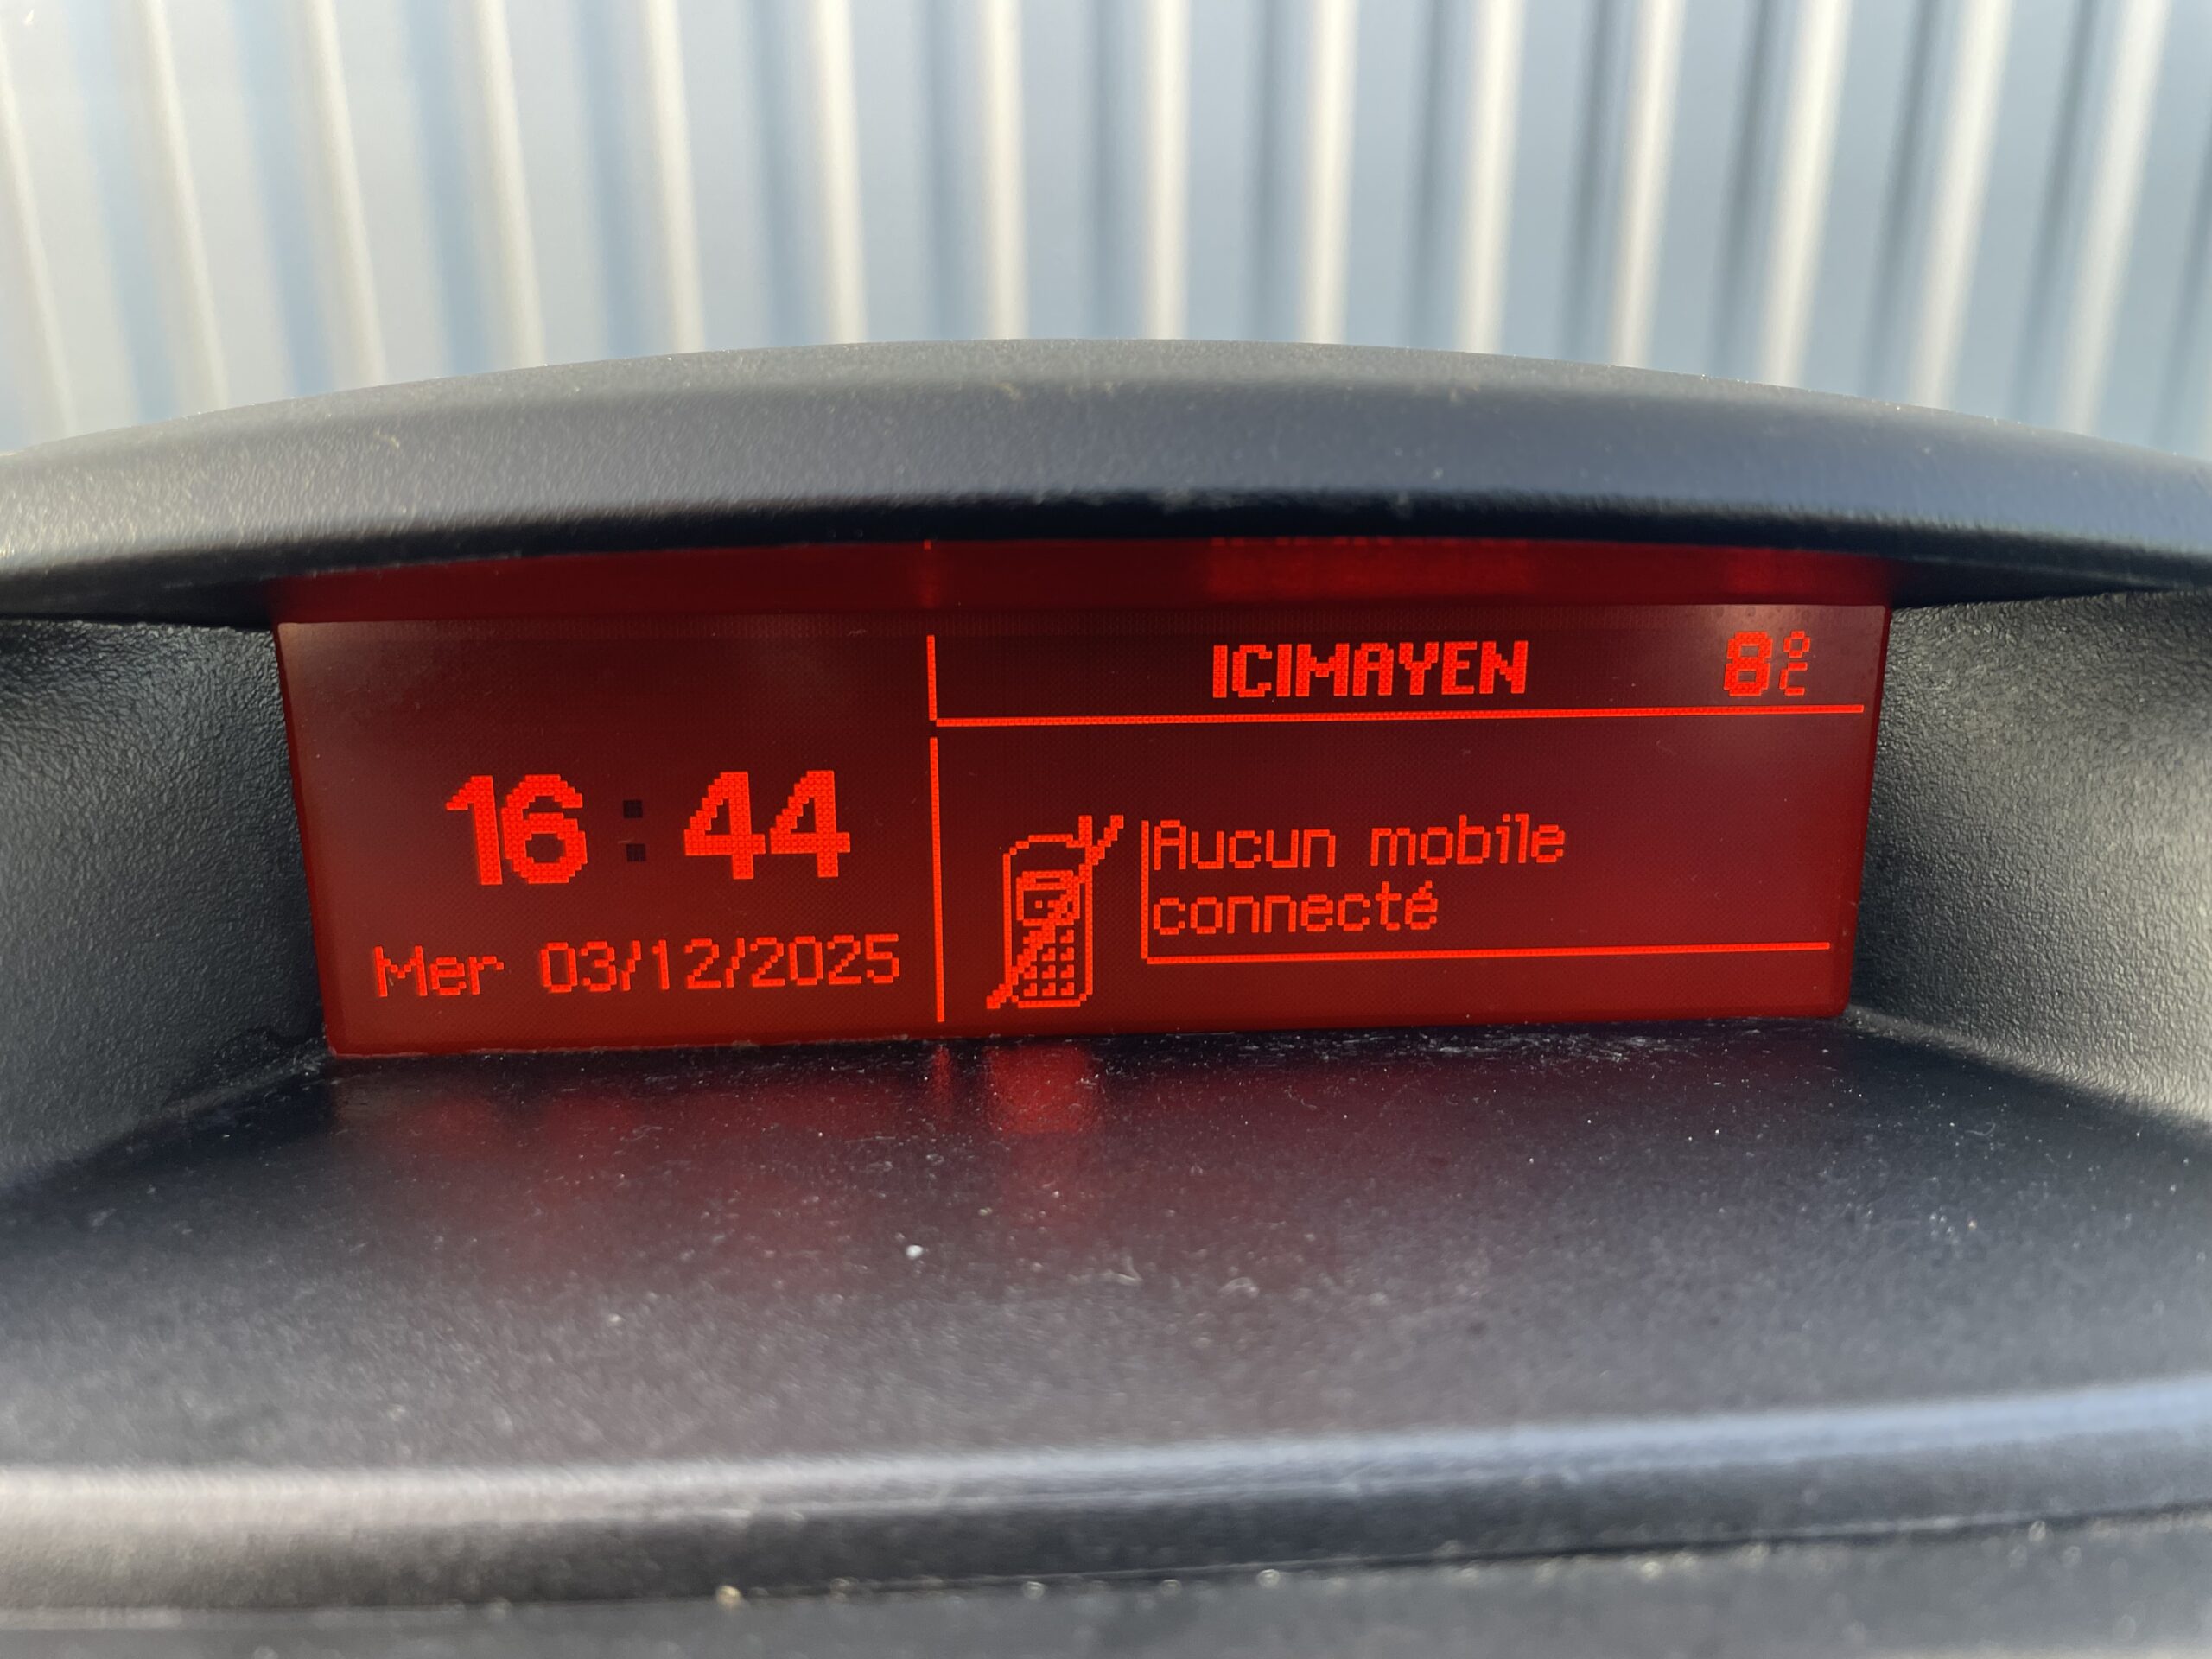 16:44
Mer 03/12/2025
ICIMAYEN 8°C
Aucun mobile
connecté